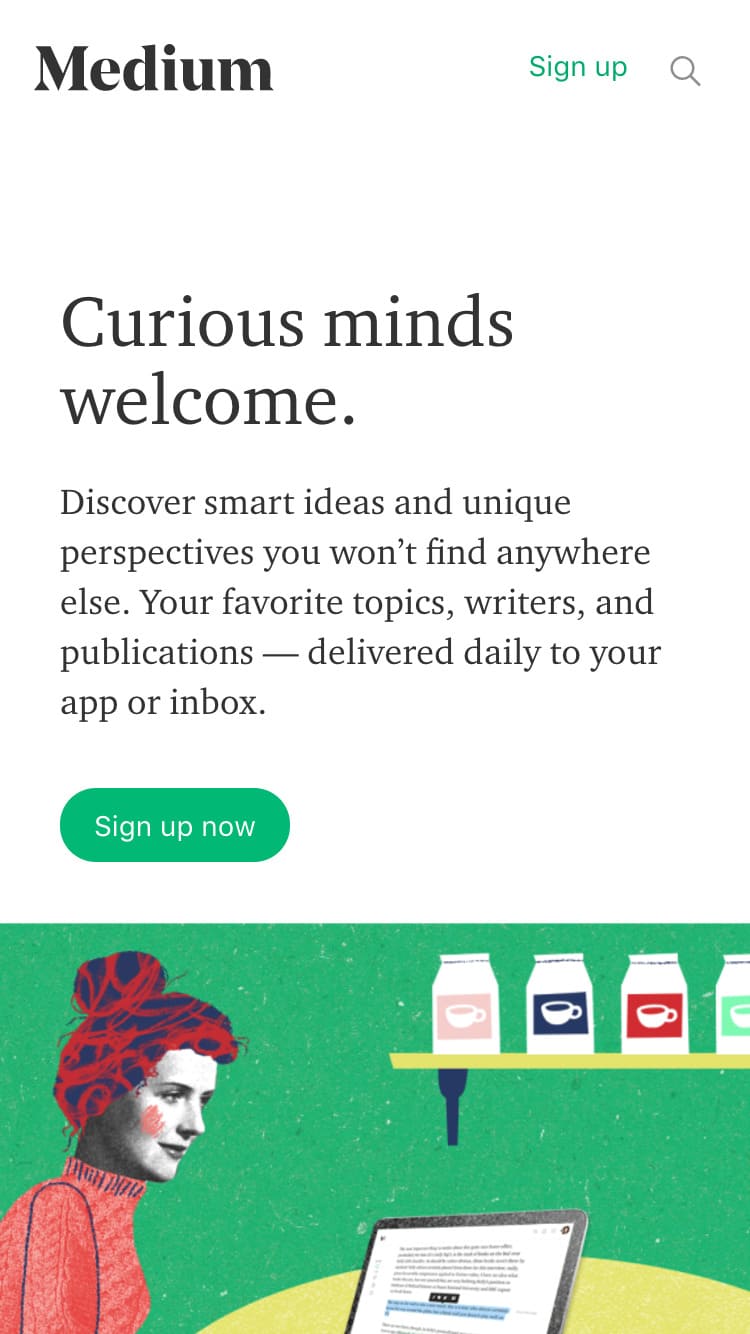 Medium
Sign up
Curious minds
welcome.
Discover smart ideas and unique
perspectives you won’t find anywhere
else. Your favorite topics, writers, and
publications — delivered daily to your
app or inbox.
Sign up now